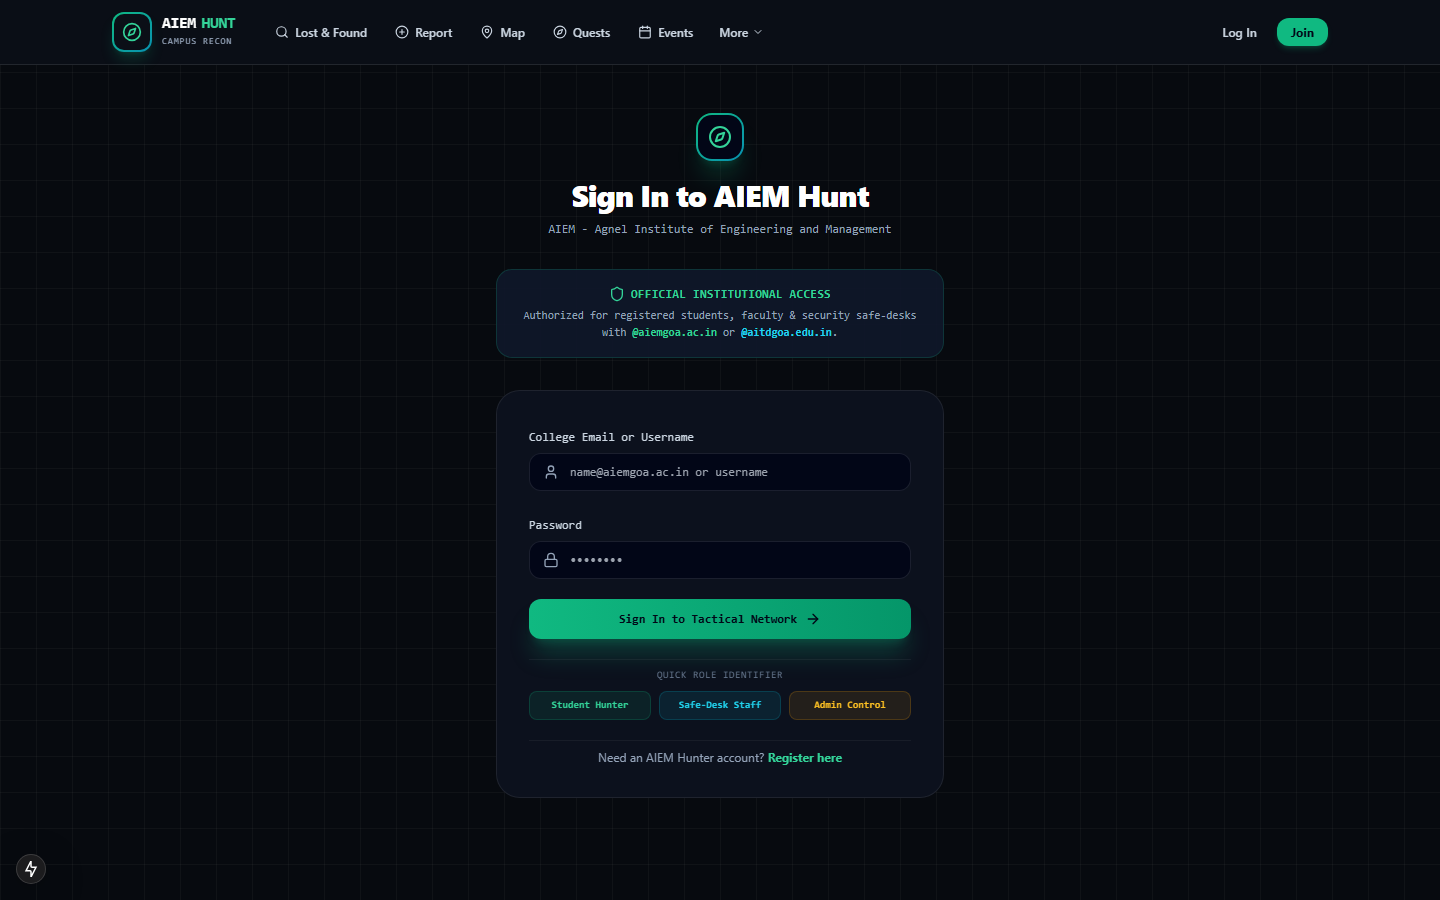 AIEM HUNT
CAMPUS RECON
Lost & Found
Report
Map
Quests
Events
More
Log In
Join
Sign In to AIEM Hunt
AIEM - Agnel Institute of Engineering and Management
OFFICIAL INSTITUTIONAL ACCESS
Authorized for registered students, faculty & security safe-desks
with @aiemgoa.ac.in or @aitdgoa.edu.in.
College Email or Username
name@aiemgoa.ac.in or username
Password
••••••••
Sign In to Tactical Network
QUICK ROLE IDENTIFIER
Student Hunter
Safe-Desk Staff
Admin Control
Need an AIEM Hunter account? Register here